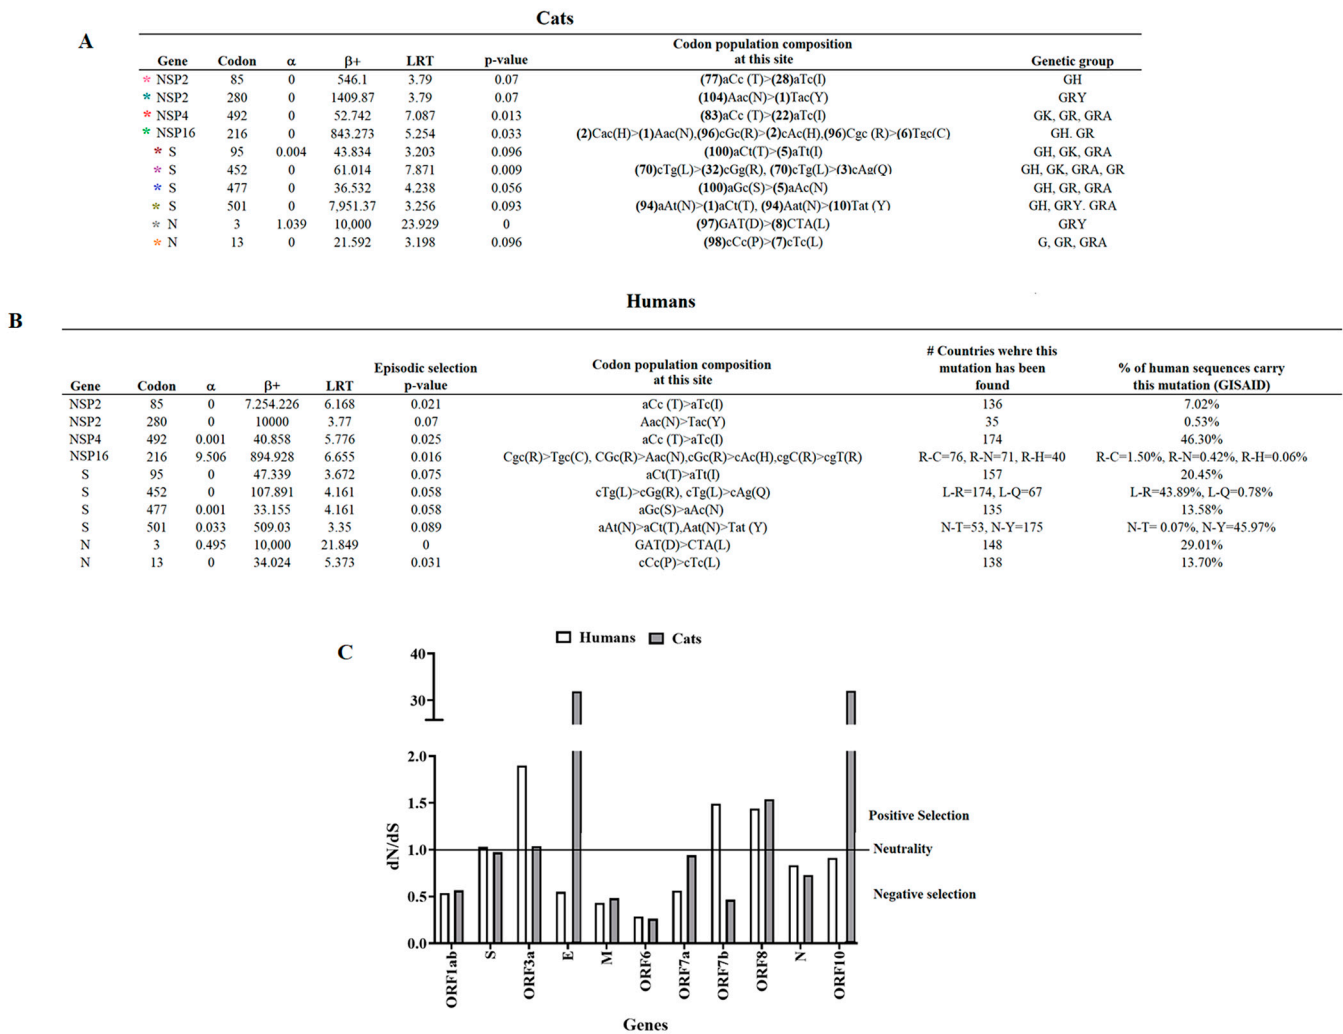 Cats
A
Codon population composition
Gene Codon α β+ LRT p-value at this site Genetic group
* NSP2 85 0 546.1 3.79 0.07 (77)aCc (T)>(28)aTc(I) GH
* NSP2 280 0 1409.87 3.79 0.07 (104)Aac(N)>(1)Tac(Y) GRY
* NSP4 492 0 52.742 7.087 0.013 (83)aCc (T)>(22)aTc(I) GK, GR, GRA
* NSP16 216 0 843.273 5.254 0.033 (2)Cac(H)>(1)Aac(N),(96)cGc(R)>(2)cAc(H),(96)Cgc (R)>(6)Tgc(C) GH. GR
* S 95 0.004 43.834 3.203 0.096 (100)aCt(T)>(5)aTt(I) GH, GK, GRA
* S 452 0 61.014 7.871 0.009 (70)cTg(L)>(32)cGg(R), (70)cTg(L)>(3)cAg(Q) GH, GK, GRA, GR
* S 477 0 36.532 4.238 0.056 (100)aGc(S)>(5)aAc(N) GH, GR, GRA
* S 501 0 7,951.37 3.256 0.093 (94)aAt(N)>(1)aCt(T), (94)Aat(N)>(10)Tat (Y) GH, GRY. GRA
* N 3 1.039 10,000 23.929 0 (97)GAT(D)>(8)CTA(L) GRY
* N 13 0 21.592 3.198 0.096 (98)cCc(P)>(7)cTc(L) G, GR, GRA
Humans
B
# Countries wehre this
Episodic selection Codon population composition mutation has been % of human sequences carry
Gene Codon α β+ LRT p-value at this site found this mutation (GISAID)
NSP2 85 0 7.254.226 6.168 0.021 aCc (T)>aTc(I) 136 7.02%
NSP2 280 0 10000 3.77 0.07 Aac(N)>Tac(Y) 35 0.53%
NSP4 492 0.001 40.858 5.776 0.025 aCc (T)>aTc(I) 174 46.30%
NSP16 216 9.506 894.928 6.655 0.016 Cgc(R)>Tgc(C), CGc(R)>Aac(N),cGc(R)>cAc(H),cgC(R)>cgT(R) R-C=76, R-N=71, R-H=40 R-C=1.50%, R-N=0.42%, R-H=0.06%
S 95 0 47.339 3.672 0.075 aCt(T)>aTt(I) 157 20.45%
S 452 0 107.891 4.161 0.058 cTg(L)>cGg(R), cTg(L)>cAg(Q) L-R=174, L-Q=67 L-R=43.89%, L-Q=0.78%
S 477 0.001 33.155 4.161 0.058 aGc(S)>aAc(N) 135 13.58%
S 501 0.033 509.03 3.35 0.089 aAt(N)>aCt(T),Aat(N)>Tat (Y) N-T=53, N-Y=175 N-T= 0.07%, N-Y=45.97%
N 3 0.495 10,000 21.849 0 GAT(D)>CTA(L) 148 29.01%
N 13 0 34.024 5.373 0.031 cCc(P)>cTc(L) 138 13.70%
C
Humans Cats
40
30
2.0
1.5
1.0
0.5
0.0
dN/dS
Positive Selection
Neutrality
Negative selection
ORF1ab S ORF3a E M ORF6 ORF7a ORF7b ORF8 N ORF10
Genes